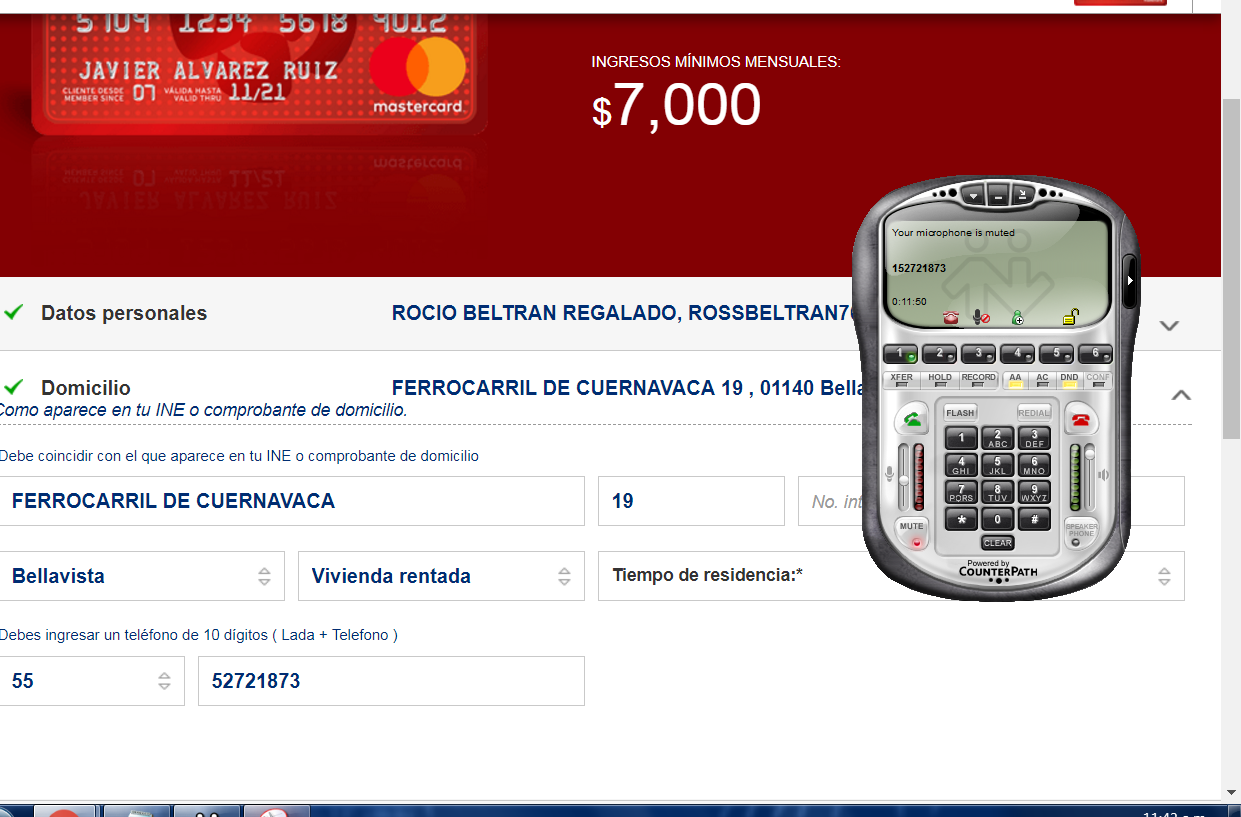 5109 1234 5618 9012
JAVIER ALVAREZ RUIZ
CLIENTE DESDE
MEMBER SINCE 07 VÁLIDA HASTA
VALID THRU 11/21
mastercard
INGRESOS MÍNIMOS MENSUALES:
$7,000
Datos personales ROCIO BELTRAN REGALADO, ROSSBELTRAN7
Domicilio FERROCARRIL DE CUERNAVACA 19 , 01140 Bella
Como aparece en tu INE o comprobante de domicilio.
Debe coincidir con el que aparece en tu INE o comprobante de domicilio
FERROCARRIL DE CUERNAVACA 19 No. int
Bellavista Vivienda rentada Tiempo de residencia:*
Debes ingresar un teléfono de 10 dígitos ( Lada + Telefono )
55 52721873
Your microphone is muted
152721873
0:11:50
1 2 3 4 5 6
XFER HOLD RECORD AA AC DND CONF
FLASH REDIAL
1 2 ABC 3 DEF
4 GHI 5 JKL 6 MNO
7 PQRS 8 TUV 9 WXYZ
* 0 #
MUTE SPEAKER PHONE
CLEAR
Powered by
COUNTERPATH